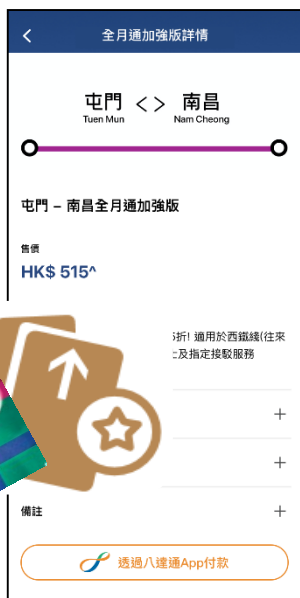 全月通加強版詳情
屯門 <> 南昌
Tuen Mun Nam Cheong
屯門 – 南昌全月通加強版
售價
HK$ 515^
折! 適用於西鐵綫(往來
及指定接駁服務
備註
透過八達通App付款